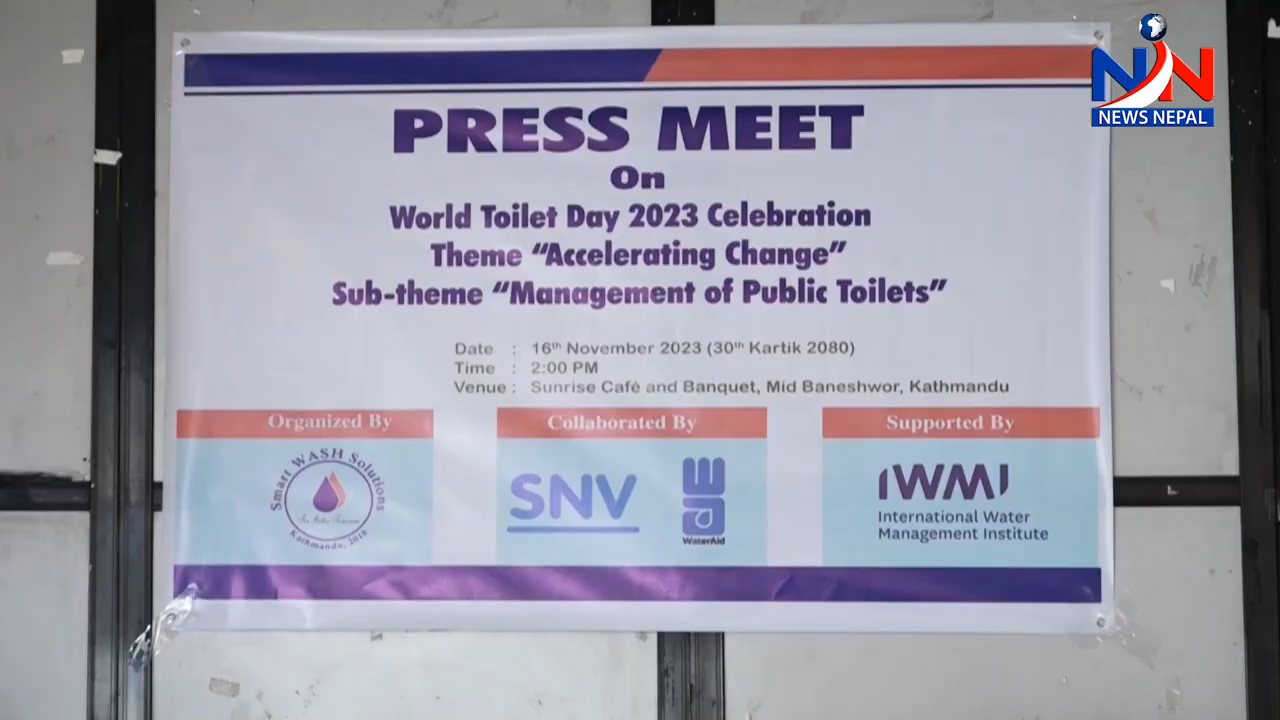 NN
NEWS NEPAL
PRESS MEET
On
World Toilet Day 2023 Celebration
Theme “Accelerating Change”
Sub-theme “Management of Public Toilets”
Date : 16th November 2023 (30th Kartik 2080)
Time : 2:00 PM
Venue : Sunrise Café and Banquet, Mid Baneshwor, Kathmandu
Organized By
Smart WASH Solutions
Kathmandu, 2018
Collaborated By
SNV
WaterAid
Supported By
IWMI
International Water
Management Institute